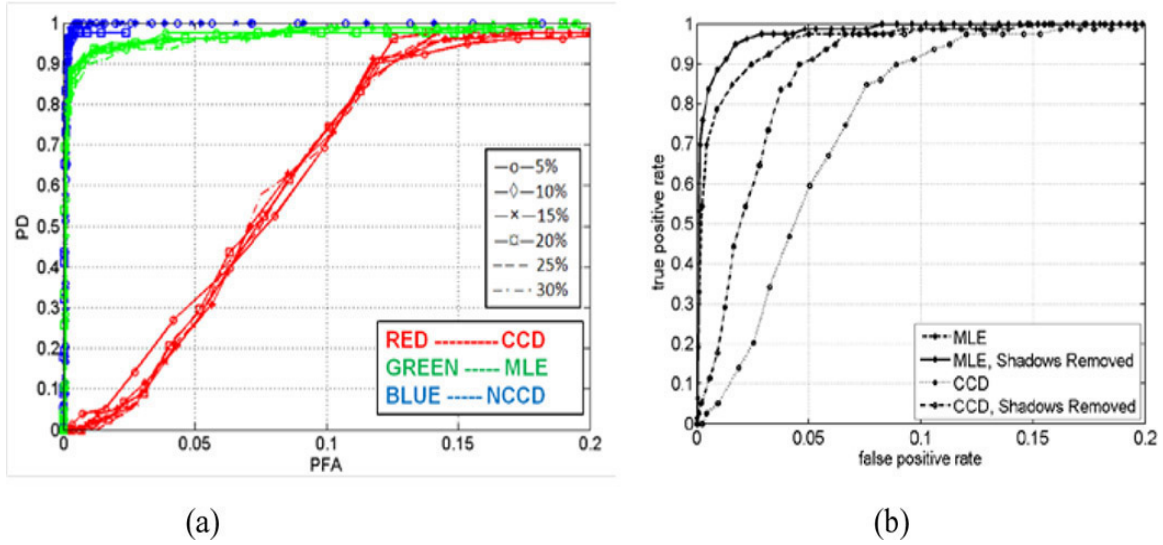 1
0.9
0.8
0.7
0.6
0.5
0.4
0.3
0.2
0.1
0
PD
0 0.05 0.1 0.15 0.2
PFA
5%
10%
15%
20%
25%
30%
RED ---------- CCD
GREEN ----- MLE
BLUE ----- NCCD
(a)
1
0.9
0.8
0.7
0.6
0.5
0.4
0.3
0.2
0.1
0
true positive rate
0 0.05 0.1 0.15 0.2
false positive rate
MLE
MLE, Shadows Removed
CCD
CCD, Shadows Removed
(b)